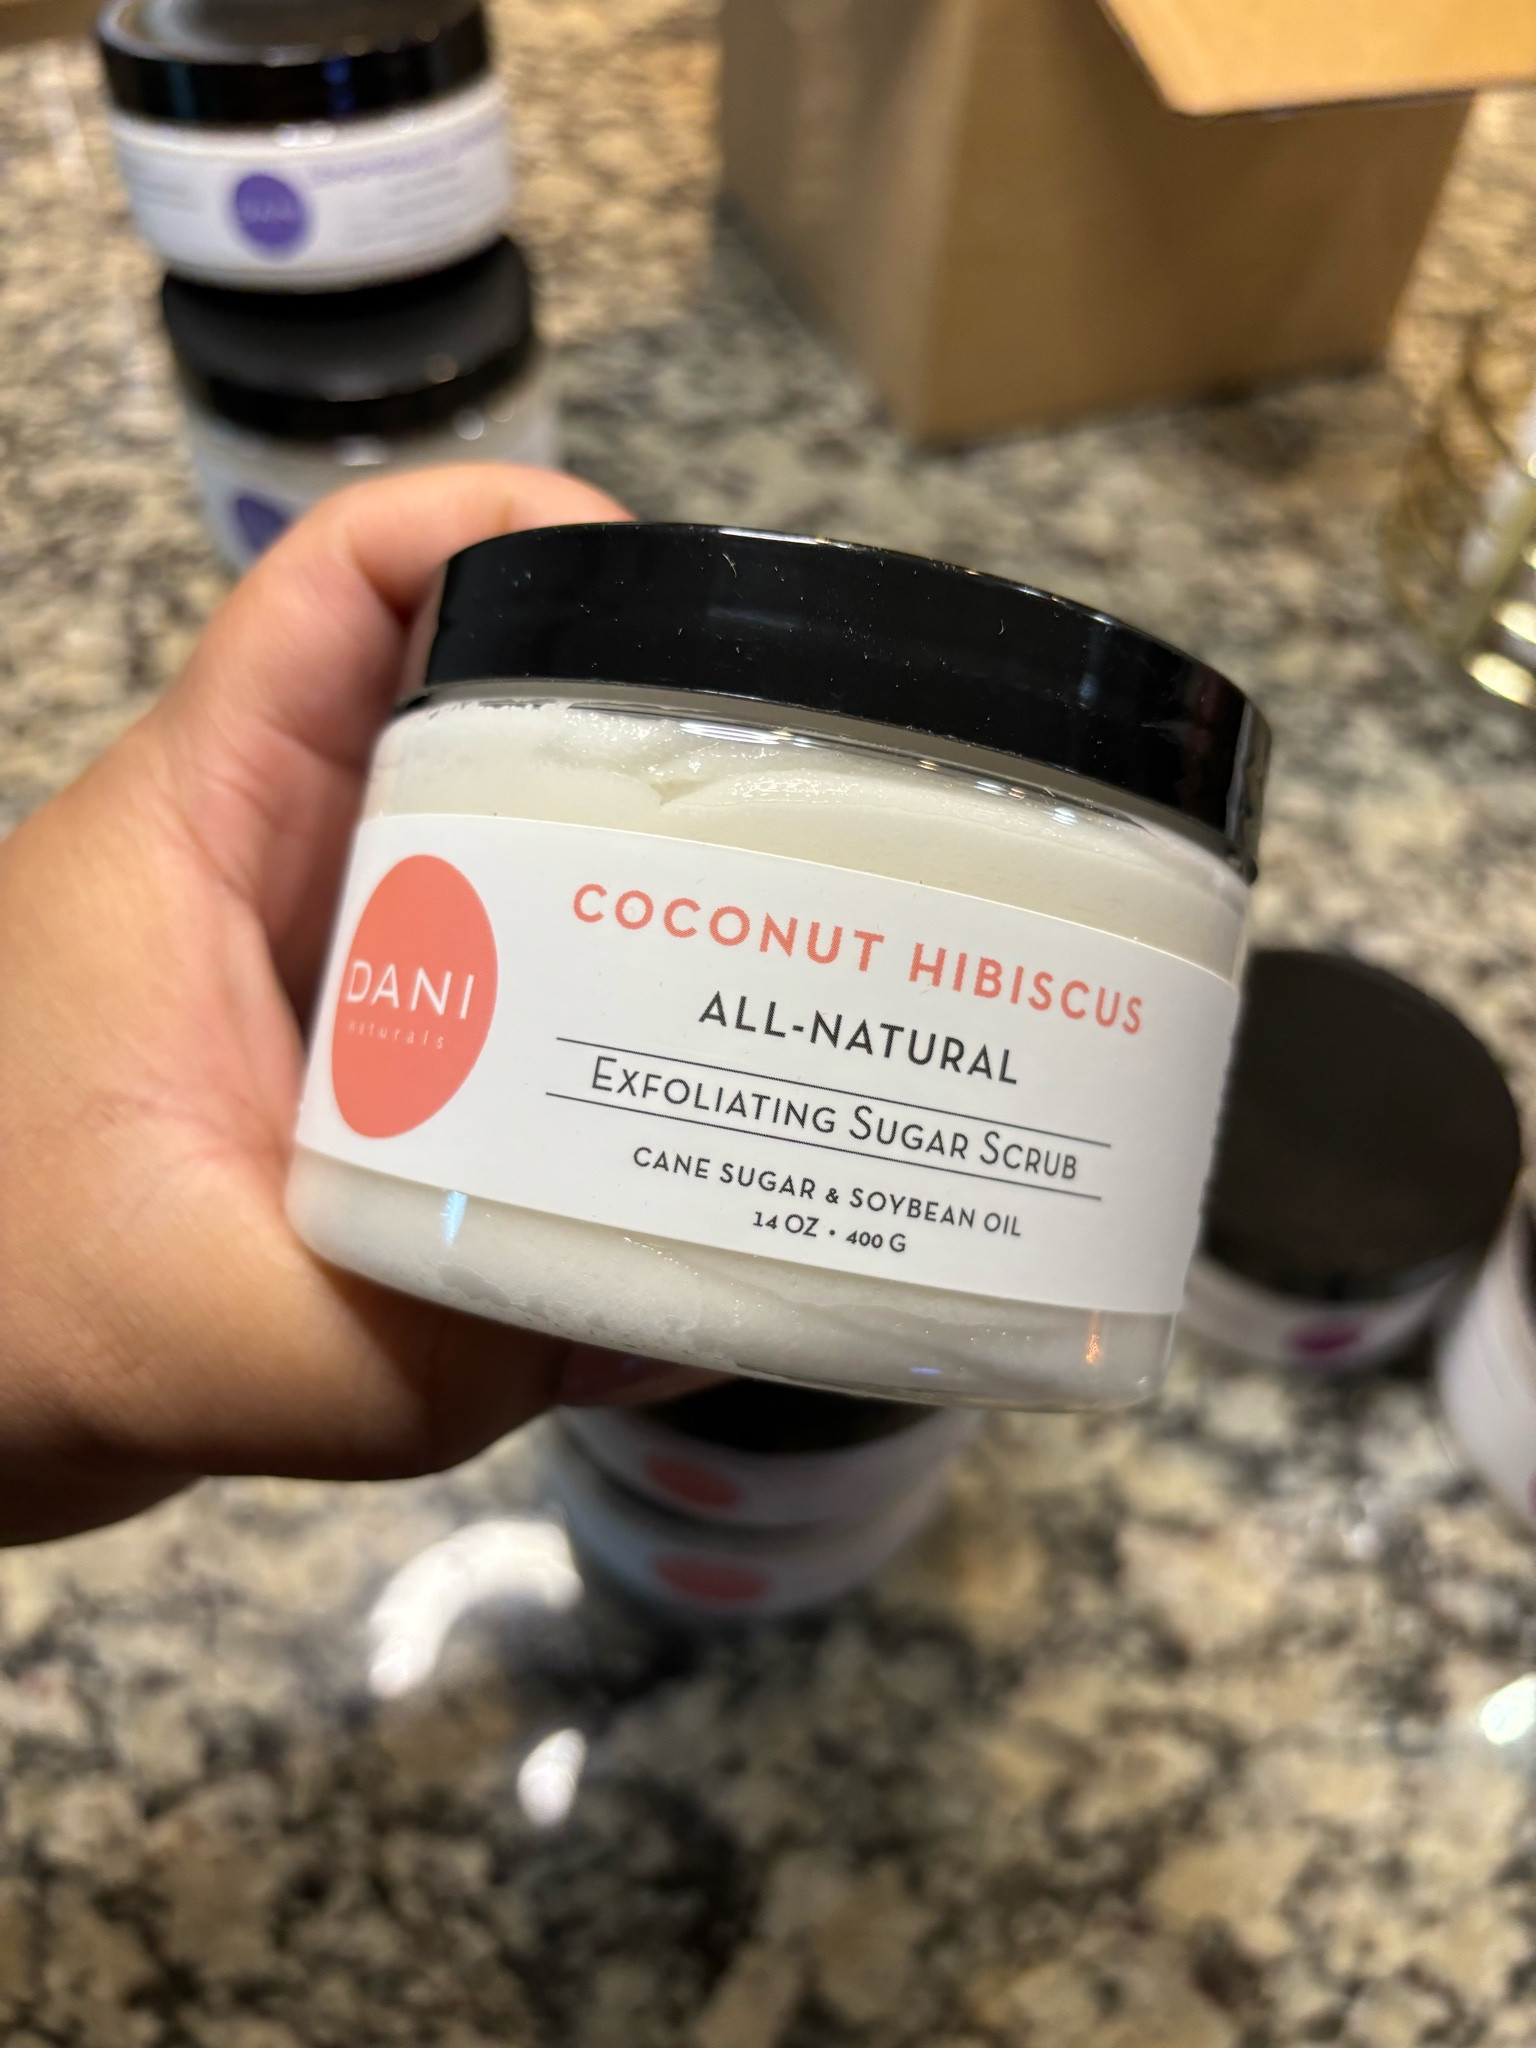 DANI
naturals
COCONUT HIBISCUS
ALL-NATURAL
EXFOLIATING SUGAR SCRUB
CANE SUGAR & SOYBEAN OIL
14 OZ • 400 G